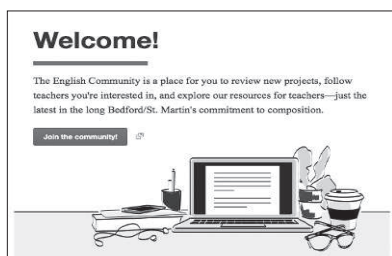 Welcome!
The English Community is a place for you to review new projects, follow
teachers you're interested in, and explore our resources for teachers—just the
latest in the long Bedford/St. Martin's commitment to composition.
Join the community!